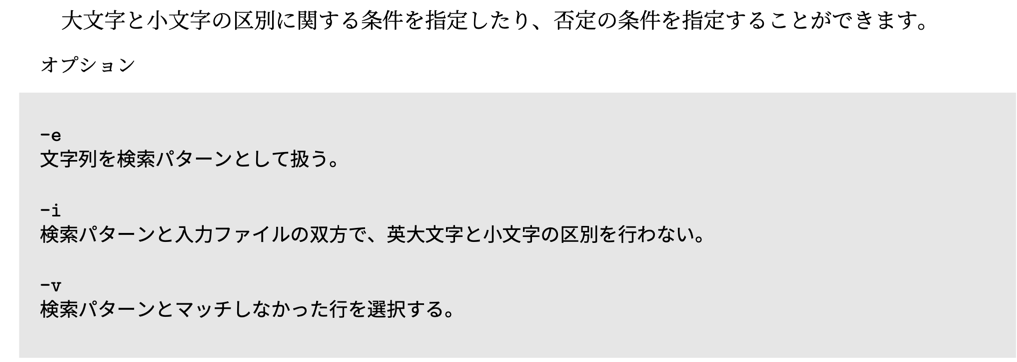 大文字と小文字の区別に関する条件を指定したり、否定の条件を指定することができます。
オプション
-e
文字列を検索パターンとして扱う。
-i
検索パターンと入力ファイルの双方で、英大文字と小文字の区別を行わない。
-v
検索パターンとマッチしなかった行を選択する。